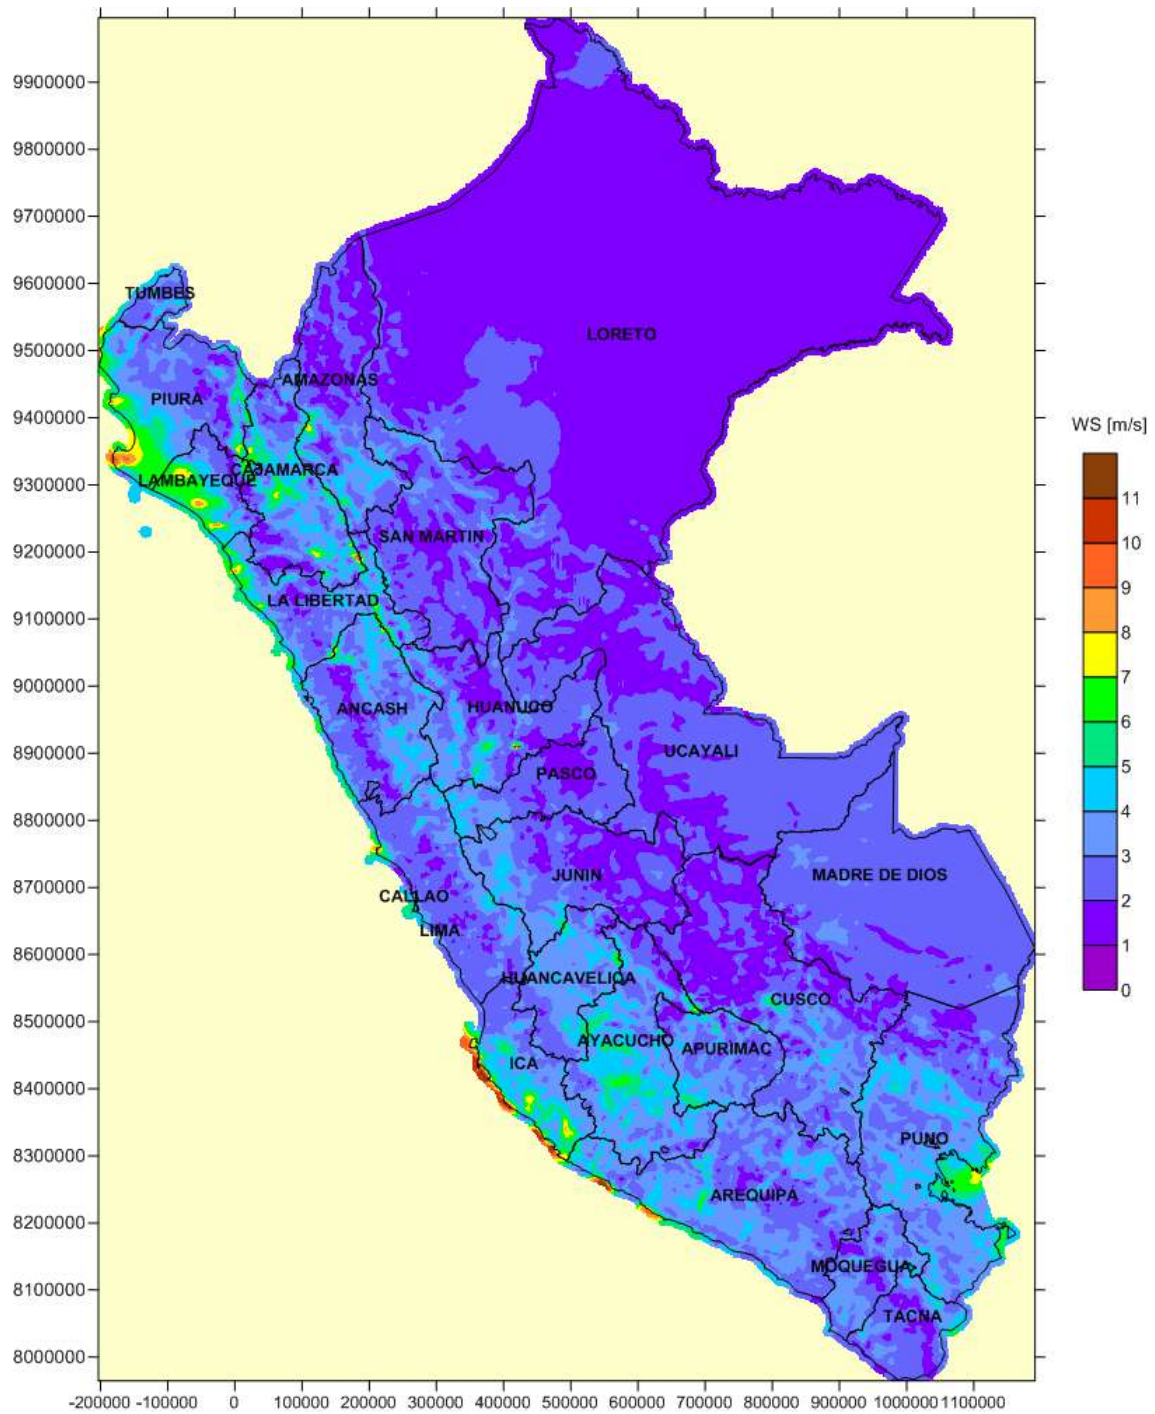 9900000
9800000
9700000
9600000
9500000
9400000
9300000
9200000
9100000
9000000
8900000
8800000
8700000
8600000
8500000
8400000
8300000
8200000
8100000
8000000
-200000 -100000 0 100000 200000 300000 400000 500000 600000 700000 800000 900000 1000000 1100000
TUMBES
LORETO
AMAZONAS
PIURA
CAJAMARCA
LAMBAYEQUE
SAN MARTIN
LA LIBERTAD
ANCASH
HUANUCO
UCAYALI
PASCO
JUNIN
MADRE DE DIOS
CALLAO
LIMA
HUANCAVELICA
CUSCO
AYACUCHO
APURIMAC
ICA
PUNO
AREQUIPA
MOQUEGUA
TACNA
WS [m/s]
11
10
9
8
7
6
5
4
3
2
1
0